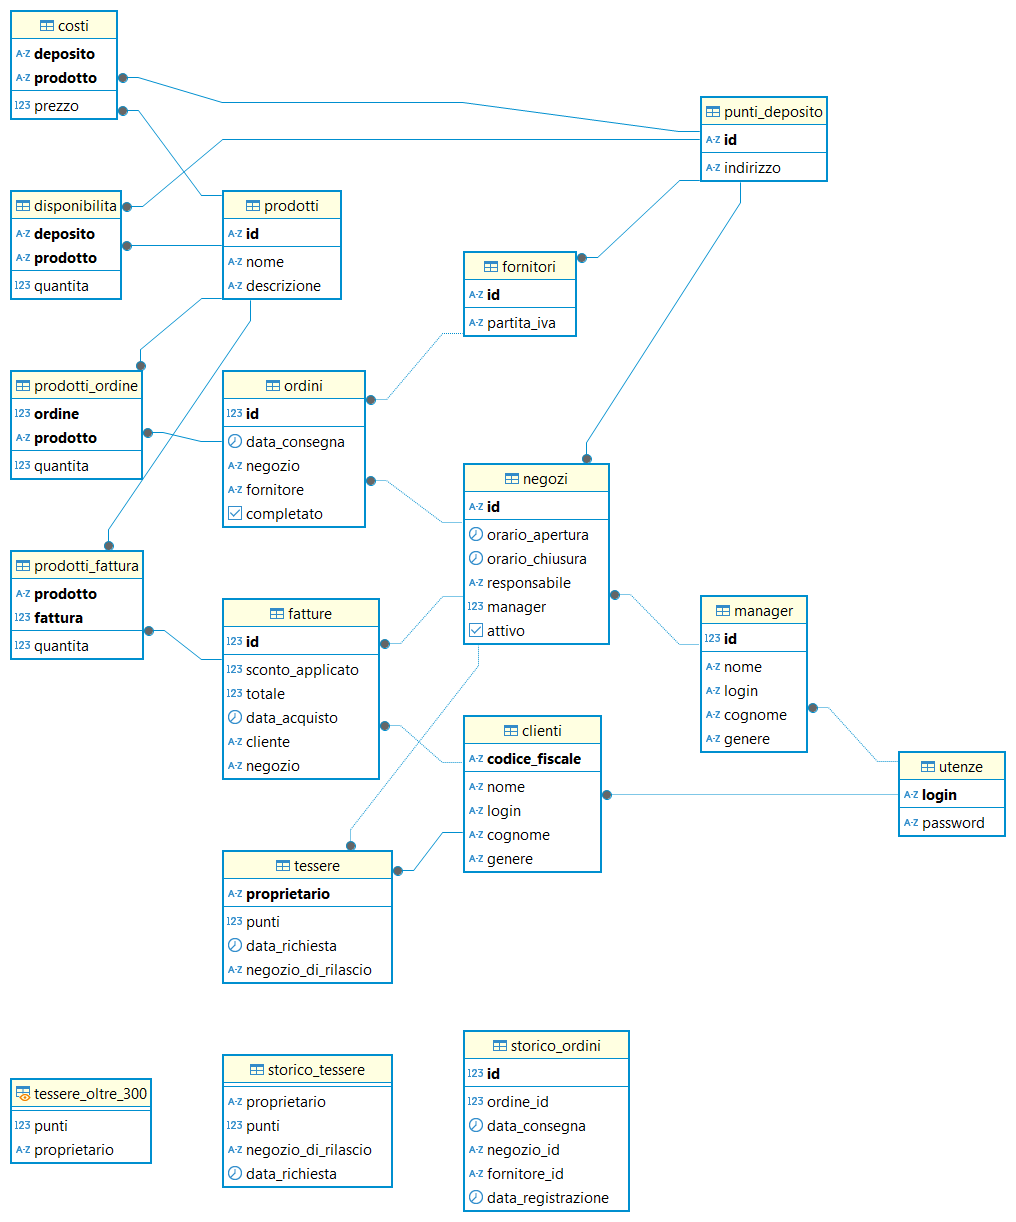 costi
A-Z deposito
A-Z prodotto
123 prezzo
punti_deposito
A-Z id
A-Z indirizzo
disponibilita
A-Z deposito
A-Z prodotto
123 quantita
prodotti
A-Z id
A-Z nome
A-Z descrizione
fornitori
A-Z id
A-Z partita_iva
prodotti_ordine
123 ordine
A-Z prodotto
123 quantita
ordini
123 id
data_consegna
A-Z negozio
A-Z fornitore
completato
negozi
A-Z id
orario_apertura
orario_chiusura
A-Z responsabile
123 manager
attivo
prodotti_fattura
A-Z prodotto
123 fattura
123 quantita
fatture
123 id
123 sconto_applicato
123 totale
data_acquisto
A-Z cliente
A-Z negozio
manager
123 id
A-Z nome
A-Z login
A-Z cognome
A-Z genere
clienti
A-Z codice_fiscale
A-Z nome
A-Z login
A-Z cognome
A-Z genere
utenze
A-Z login
A-Z password
tessere
A-Z proprietario
123 punti
data_richiesta
A-Z negozio_di_rilascio
tessere_oltre_300
123 punti
A-Z proprietario
storico_tessere
A-Z proprietario
123 punti
A-Z negozio_di_rilascio
data_richiesta
storico_ordini
123 id
123 ordine_id
data_consegna
A-Z negozio_id
A-Z fornitore_id
data_registrazione